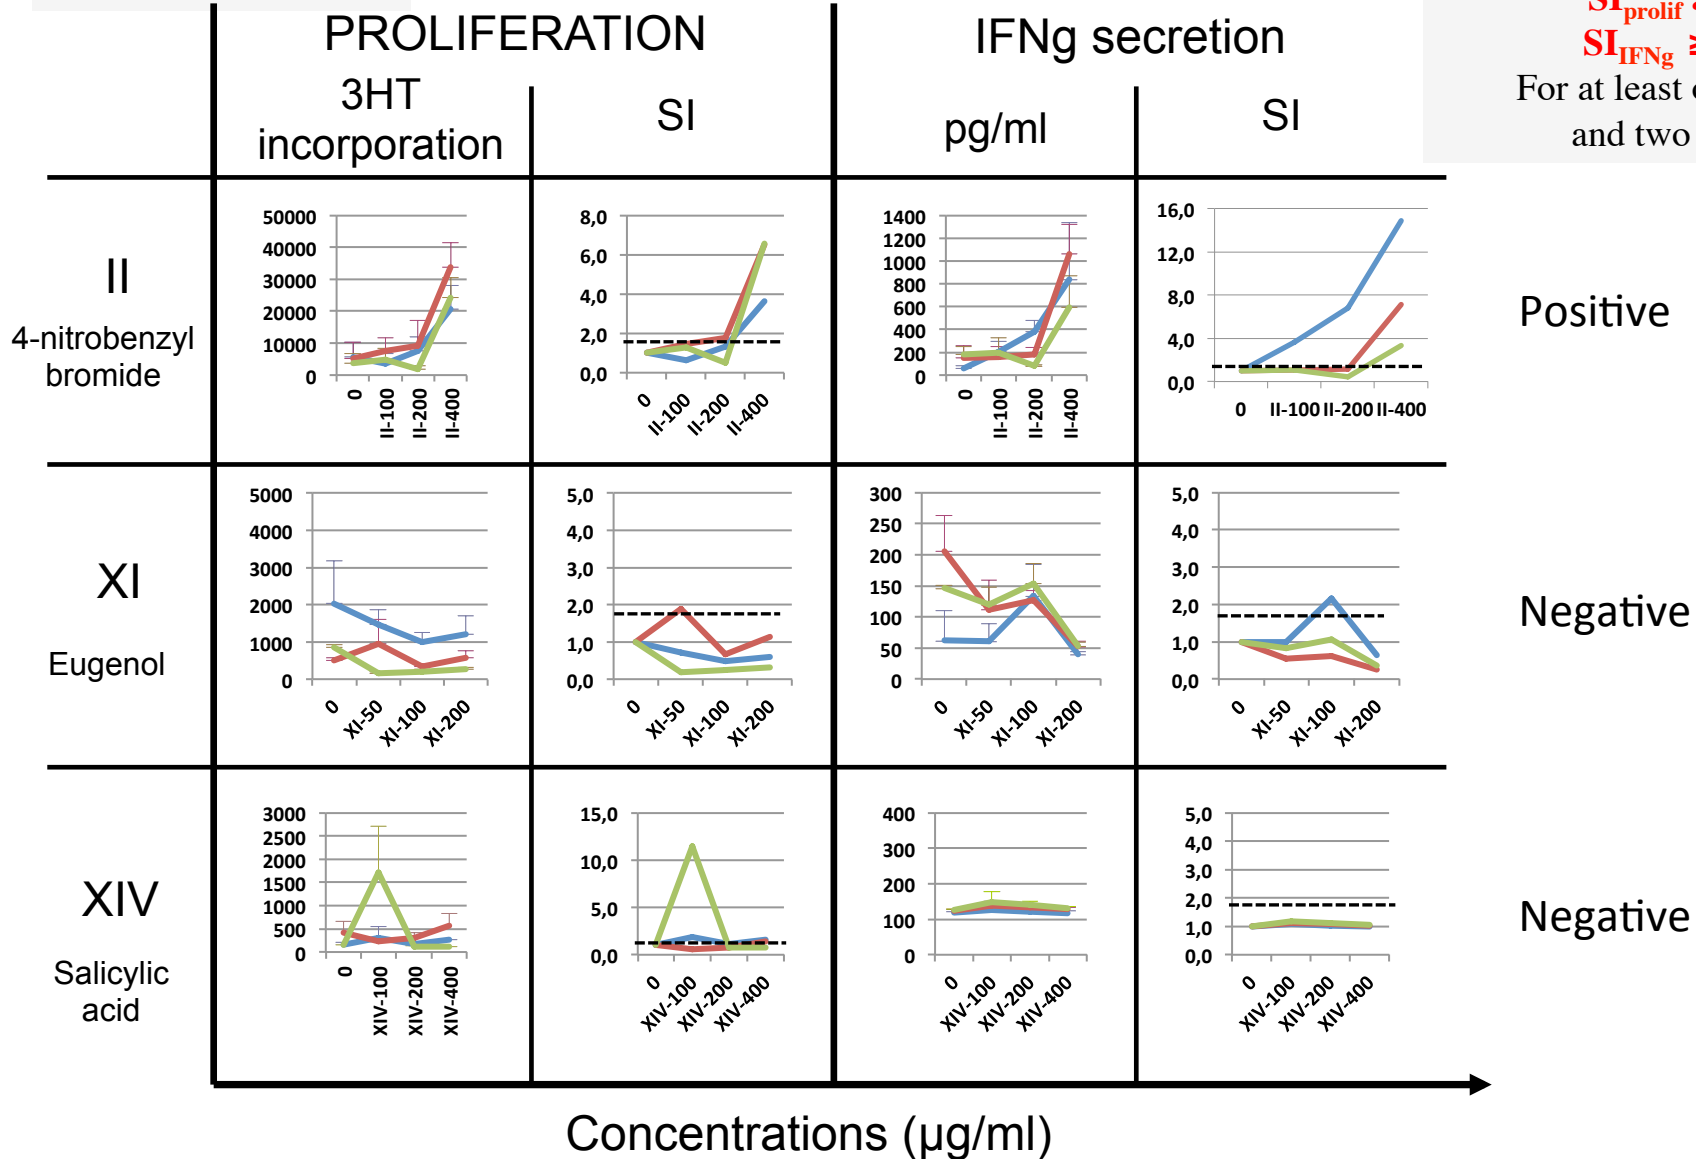 PROLIFERATION
IFNg secretion
SIprolif
SIIFNg ≥
For at least
and two
3HT
incorporation
SI
pg/ml
SI
II
4-nitrobenzyl
bromide
50000
40000
30000
20000
10000
0
0
II-100
II-200
II-400
8,0
6,0
4,0
2,0
0,0
0
II-100
II-200
II-400
1400
1200
1000
800
600
400
200
0
0
II-100
II-200
II-400
16,0
12,0
8,0
4,0
0,0
0 II-100 II-200 II-400
Positive
XI
Eugenol
5000
4000
3000
2000
1000
0
0
XI-50
XI-100
XI-200
5,0
4,0
3,0
2,0
1,0
0,0
0
XI-50
XI-100
XI-200
300
250
200
150
100
50
0
0
XI-50
XI-100
XI-200
5,0
4,0
3,0
2,0
1,0
0,0
0
XI-50
XI-100
XI-200
Negative
XIV
Salicylic
acid
3000
2500
2000
1500
1000
500
0
0
XIV-100
XIV-200
XIV-400
15,0
10,0
5,0
0,0
0
XIV-100
XIV-200
XIV-400
400
300
200
100
0
0
XIV-100
XIV-200
XIV-400
5,0
4,0
3,0
2,0
1,0
0,0
0
XIV-100
XIV-200
XIV-400
Negative
Concentrations (µg/ml)